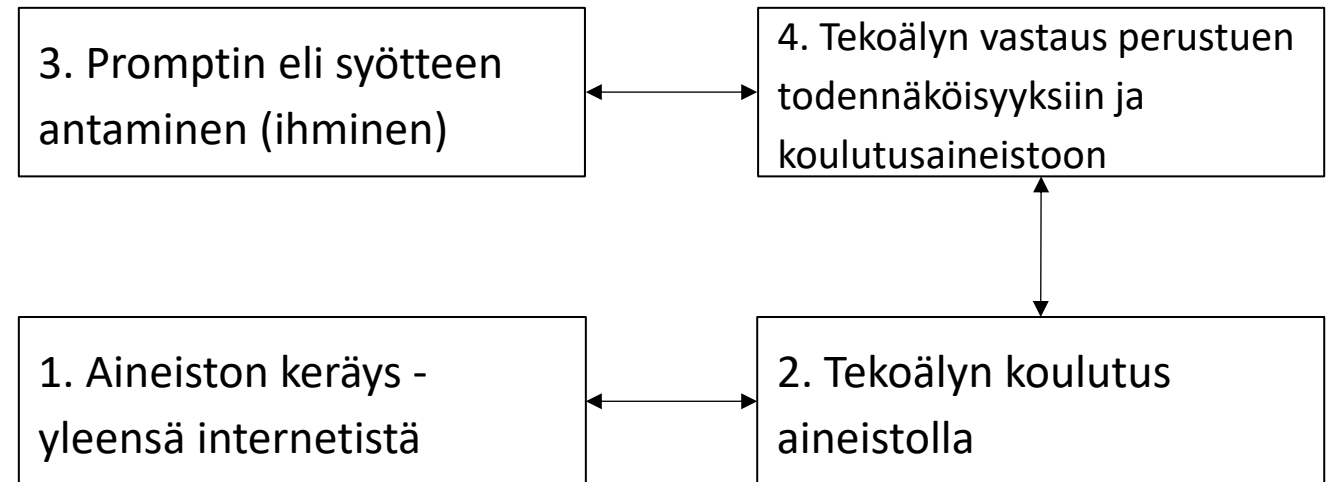 3. Promptin eli syötteen
antaminen (ihminen)
4. Tekoälyn vastaus perustuen
todennäköisyyksiin ja
koulutusaineistoon
1. Aineiston keräys -
yleensä internetistä
2. Tekoälyn koulutus
aineistolla